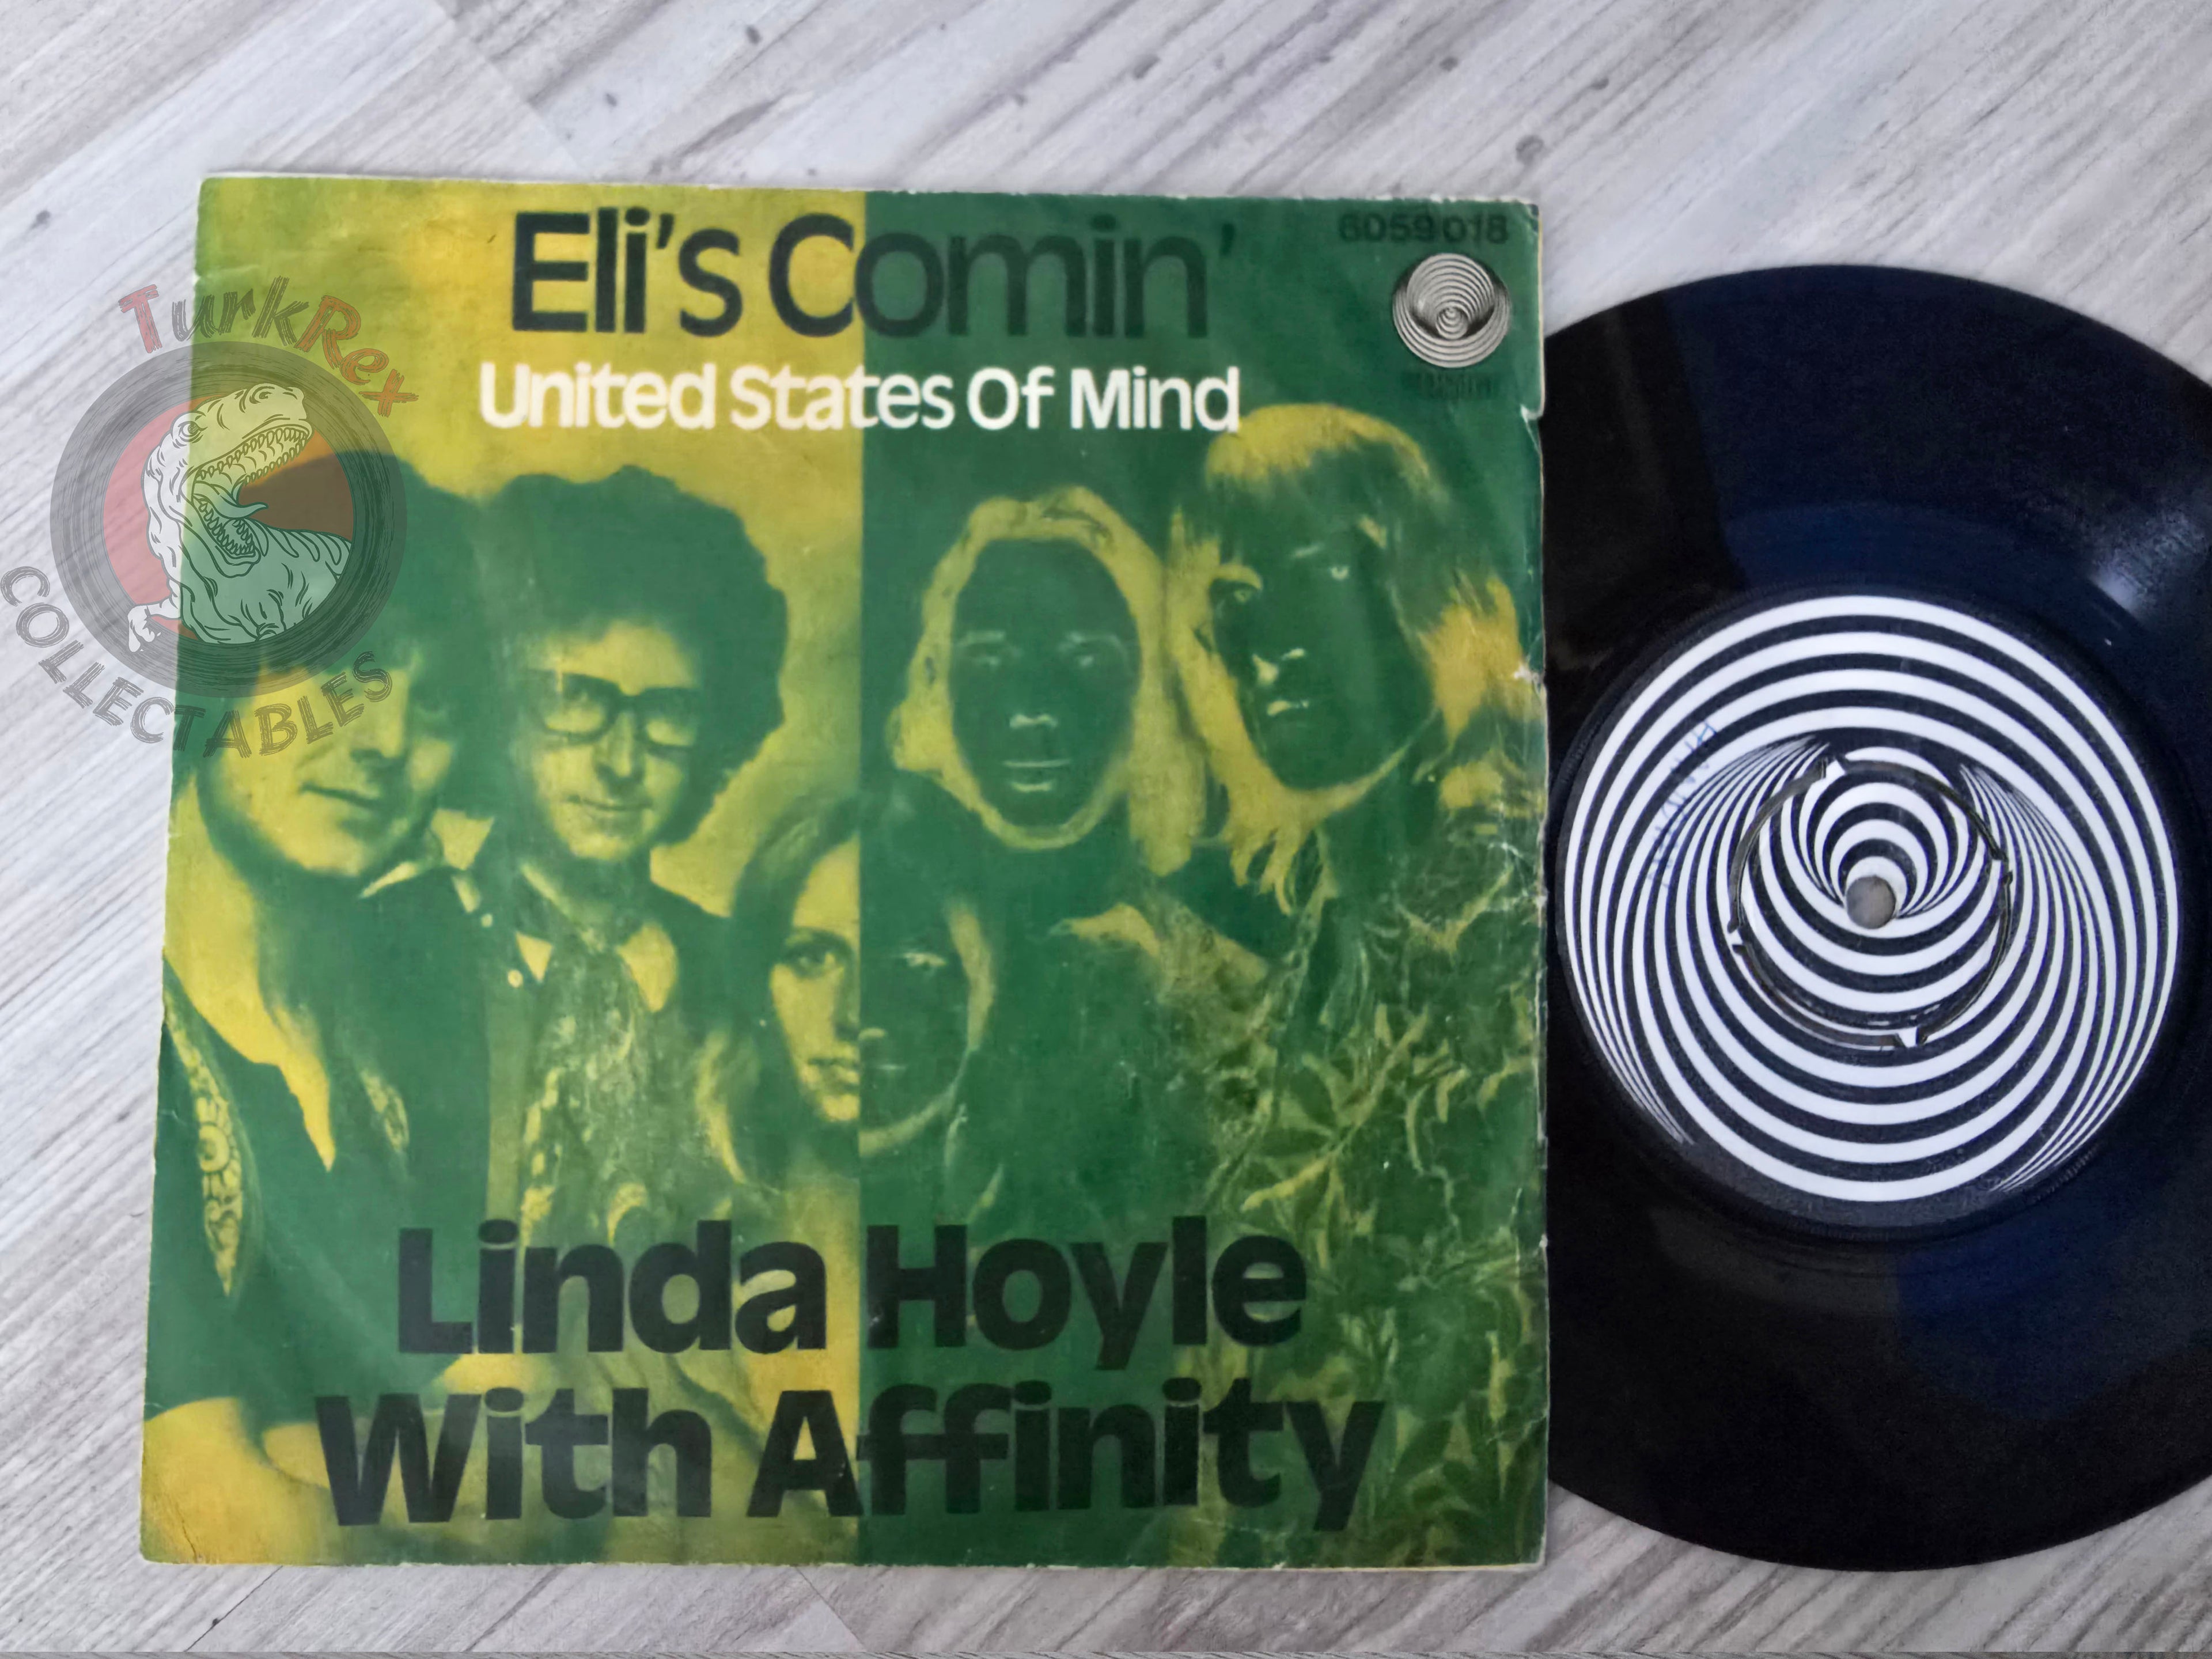 Eli's Comin'
6059 018
United States Of Mind
TurkRex
COLLECTABLES
Linda Hoyle
With Affinity